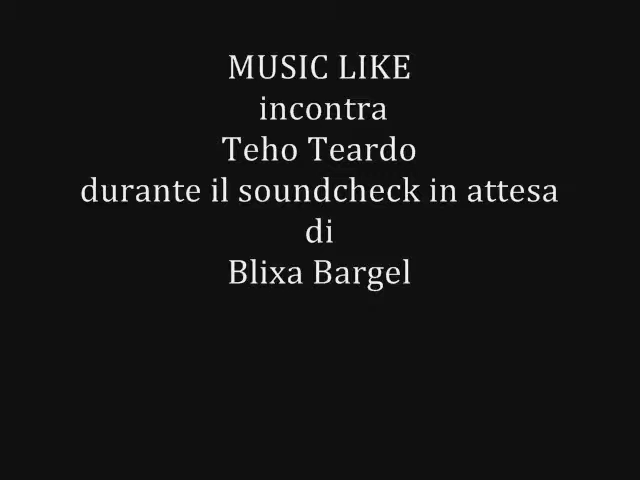 MUSIC LIKE
incontra
Teho Teardo
durante il soundcheck in attesa
di
Blixa Bargel